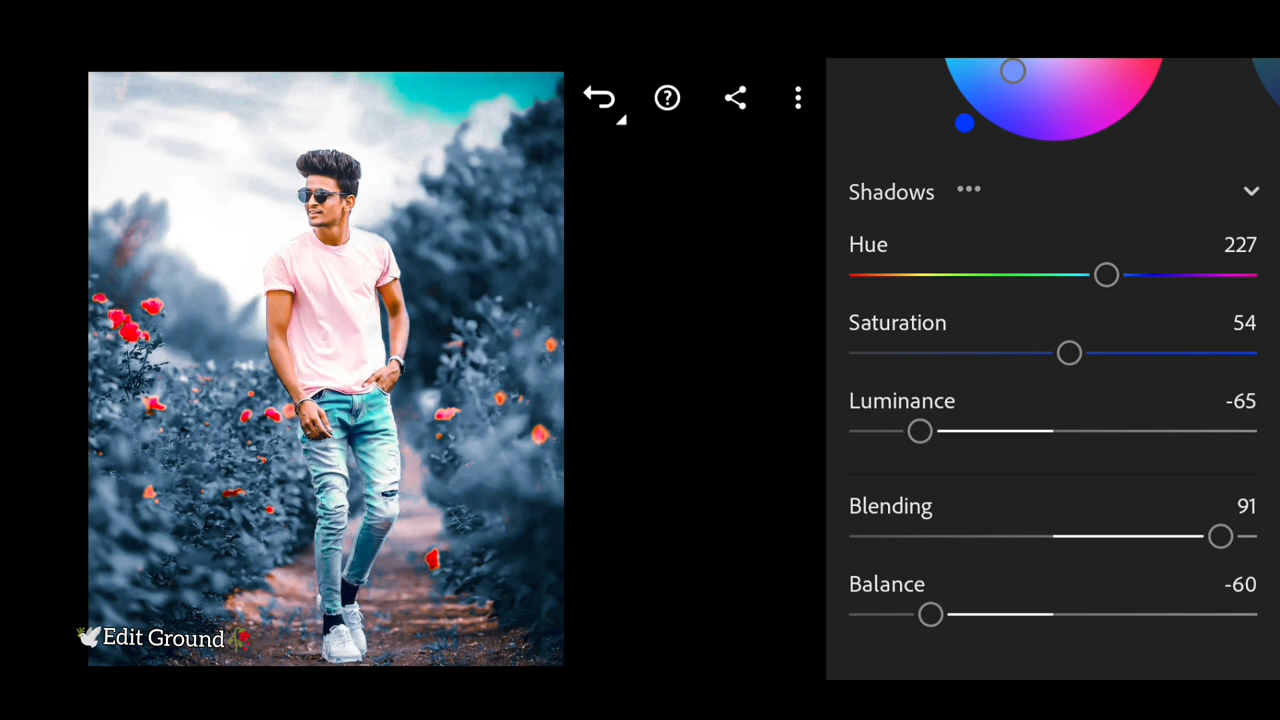 Shadows
Hue 227
Saturation 54
Luminance -65
Blending 91
Balance -60
🕊Edit Ground🥀